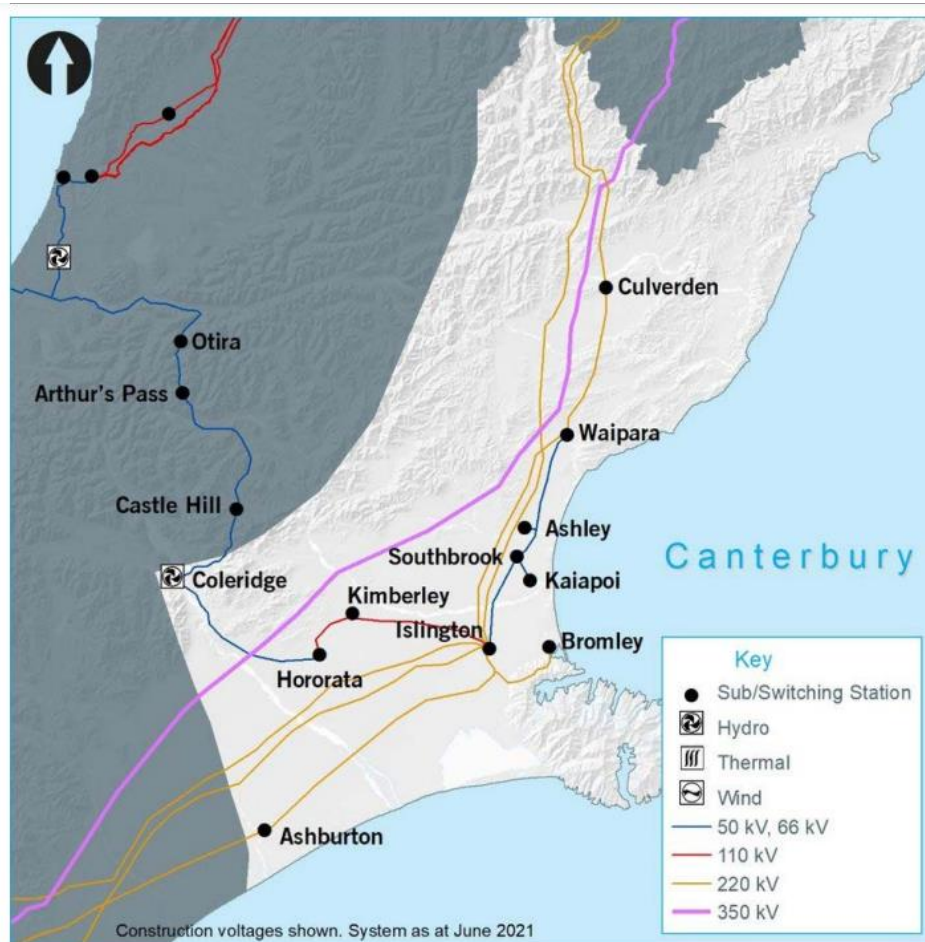 Culverden
Otira
Arthur's Pass
Waipara
Castle Hill
Ashley
Southbrook
Canterbury
Coleridge
Kaiapoi
Kimberley
Islington
Bromley
Hororata
Key
Sub/Switching Station
Hydro
Thermal
Wind
50 kV, 66 kV
110 kV
220 kV
350 kV
Ashburton
Construction voltages shown. System as at June 2021